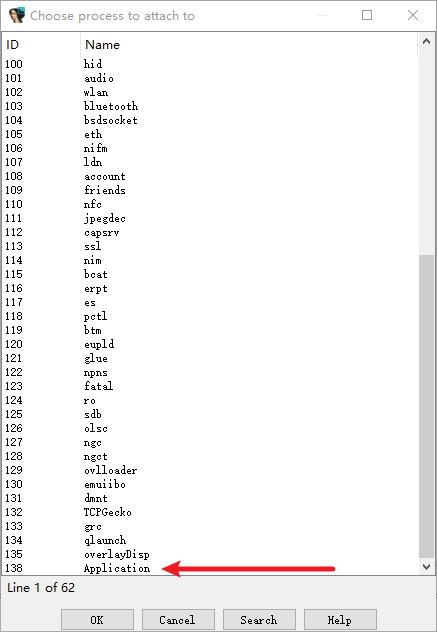 Choose process to attach to
ID Name
100 hid
101 audio
102 wlan
103 bluetooth
104 bsdsocket
105 eth
106 nifm
107 ldn
108 account
109 friends
110 nfc
111 jpegdec
112 capsrv
113 ssl
114 nim
115 bcat
116 erpt
117 es
118 pctl
119 btm
120 eupld
121 glue
122 npns
123 fatal
124 ro
125 sdb
126 olsc
127 ngc
128 ngct
129 ovlloader
130 emuiibo
131 dmnt
132 TCPGecko
133 grc
134 qlaunch
135 overlayDisp
138 Application
Line 1 of 62
OK Cancel Search Help